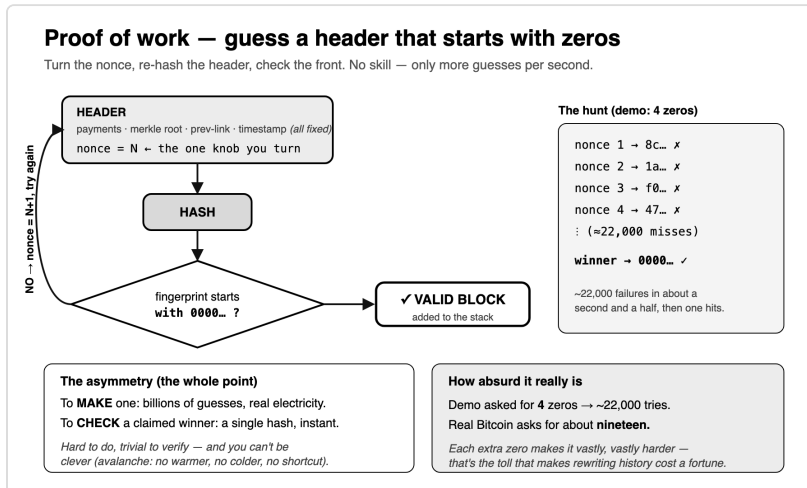 Proof of work — guess a header that starts with zeros
Turn the nonce, re-hash the header, check the front. No skill — only more guesses per second.
HEADER
payments · merkle root · prev-link · timestamp (all fixed)
nonce = N ← the one knob you turn
NO → nonce = N+1, try again
HASH
fingerprint starts
with 0000… ?
✓ VALID BLOCK
added to the stack
The hunt (demo: 4 zeros)
nonce 1 → 8c… ✗
nonce 2 → 1a… ✗
nonce 3 → f0… ✗
nonce 4 → 47… ✗
⋮ (≈22,000 misses)
winner → 0000… ✓
~22,000 failures in about a
second and a half, then one hits.
The asymmetry (the whole point)
To MAKE one: billions of guesses, real electricity.
To CHECK a claimed winner: a single hash, instant.
Hard to do, trivial to verify — and you can't be
clever (avalanche: no warmer, no colder, no shortcut).
How absurd it really is
Demo asked for 4 zeros → ~22,000 tries.
Real Bitcoin asks for about nineteen.
Each extra zero makes it vastly, vastly harder —
that's the toll that makes rewriting history cost a fortune.